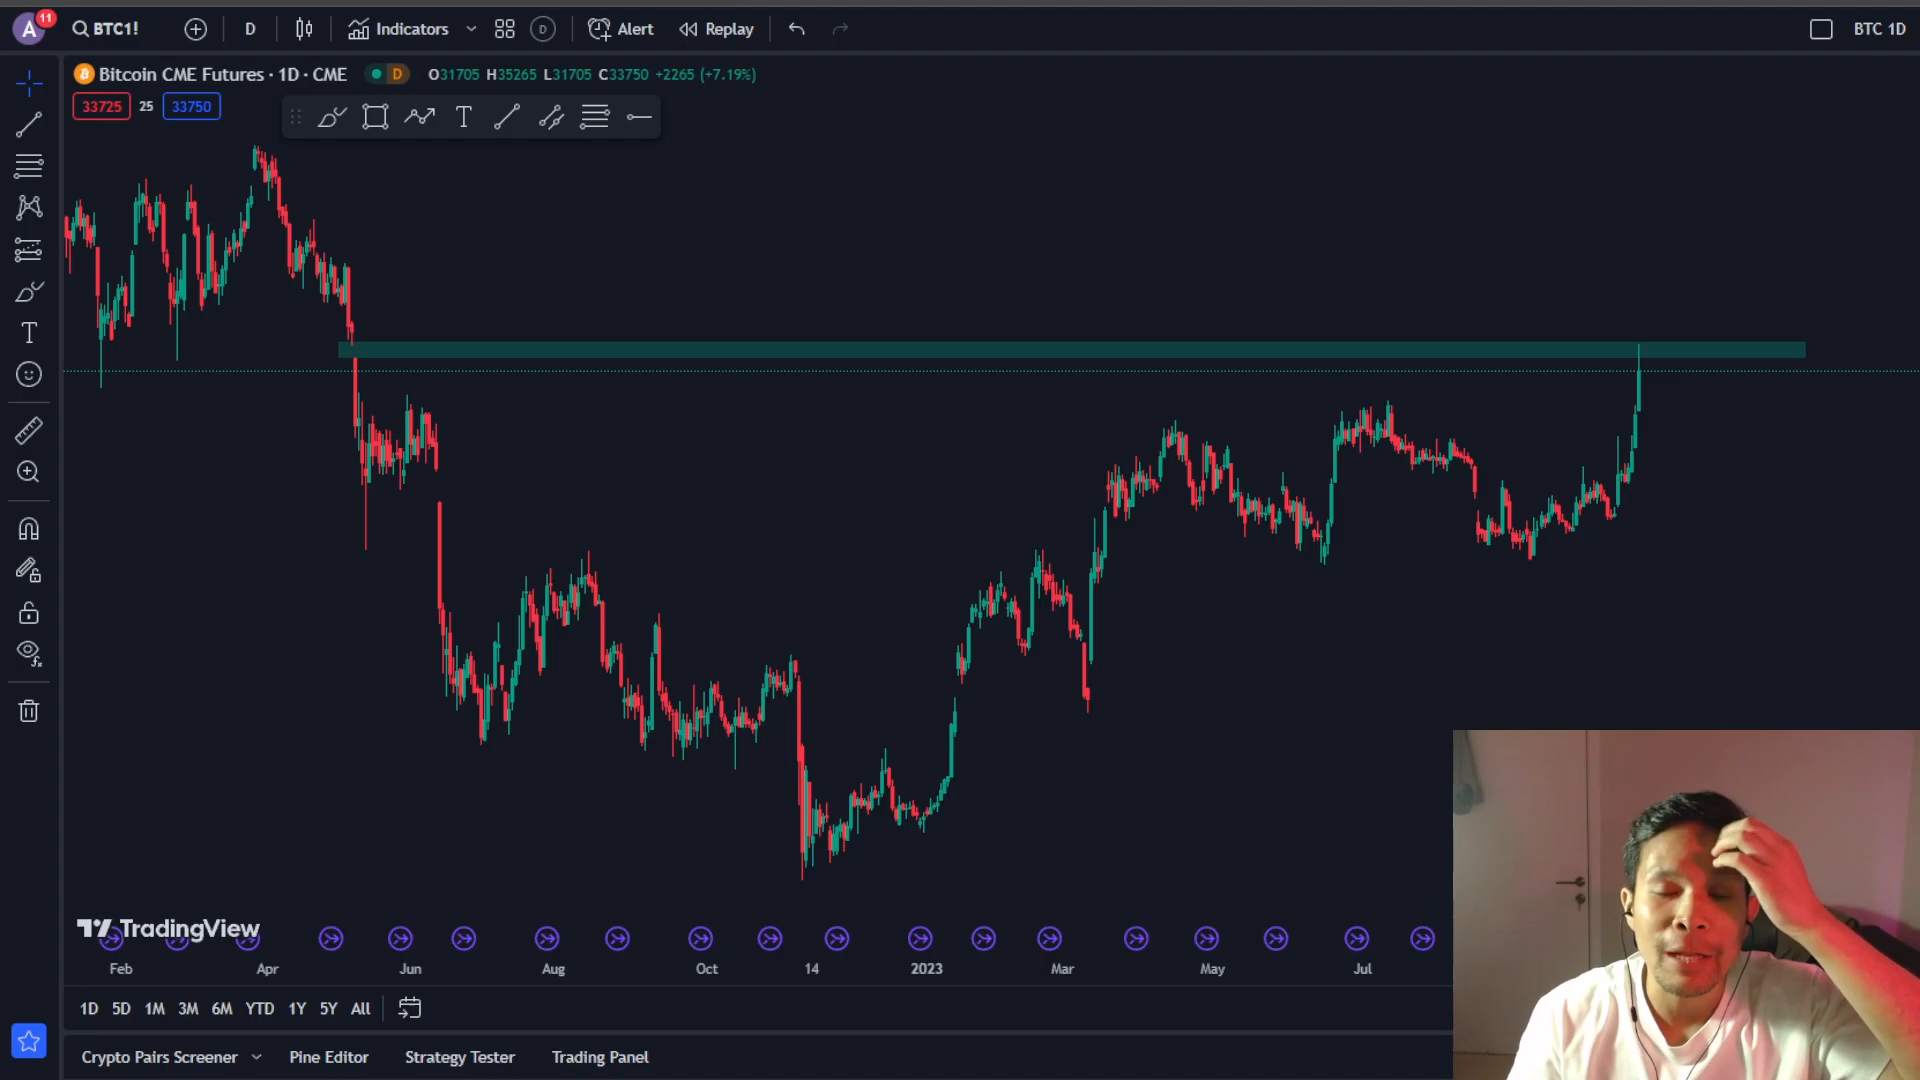 A 11 BTC1! D Indicators D Alert Replay BTC 1D
Bitcoin CME Futures · 1D · CME D O31705 H35265 L31705 C33750 +2265 (+7.19%)
33725 25 33750
T
T
TradingView
Feb Apr Jun Aug Oct 14 2023 Mar May Jul
1D 5D 1M 3M 6M YTD 1Y 5Y All
Crypto Pairs Screener Pine Editor Strategy Tester Trading Panel